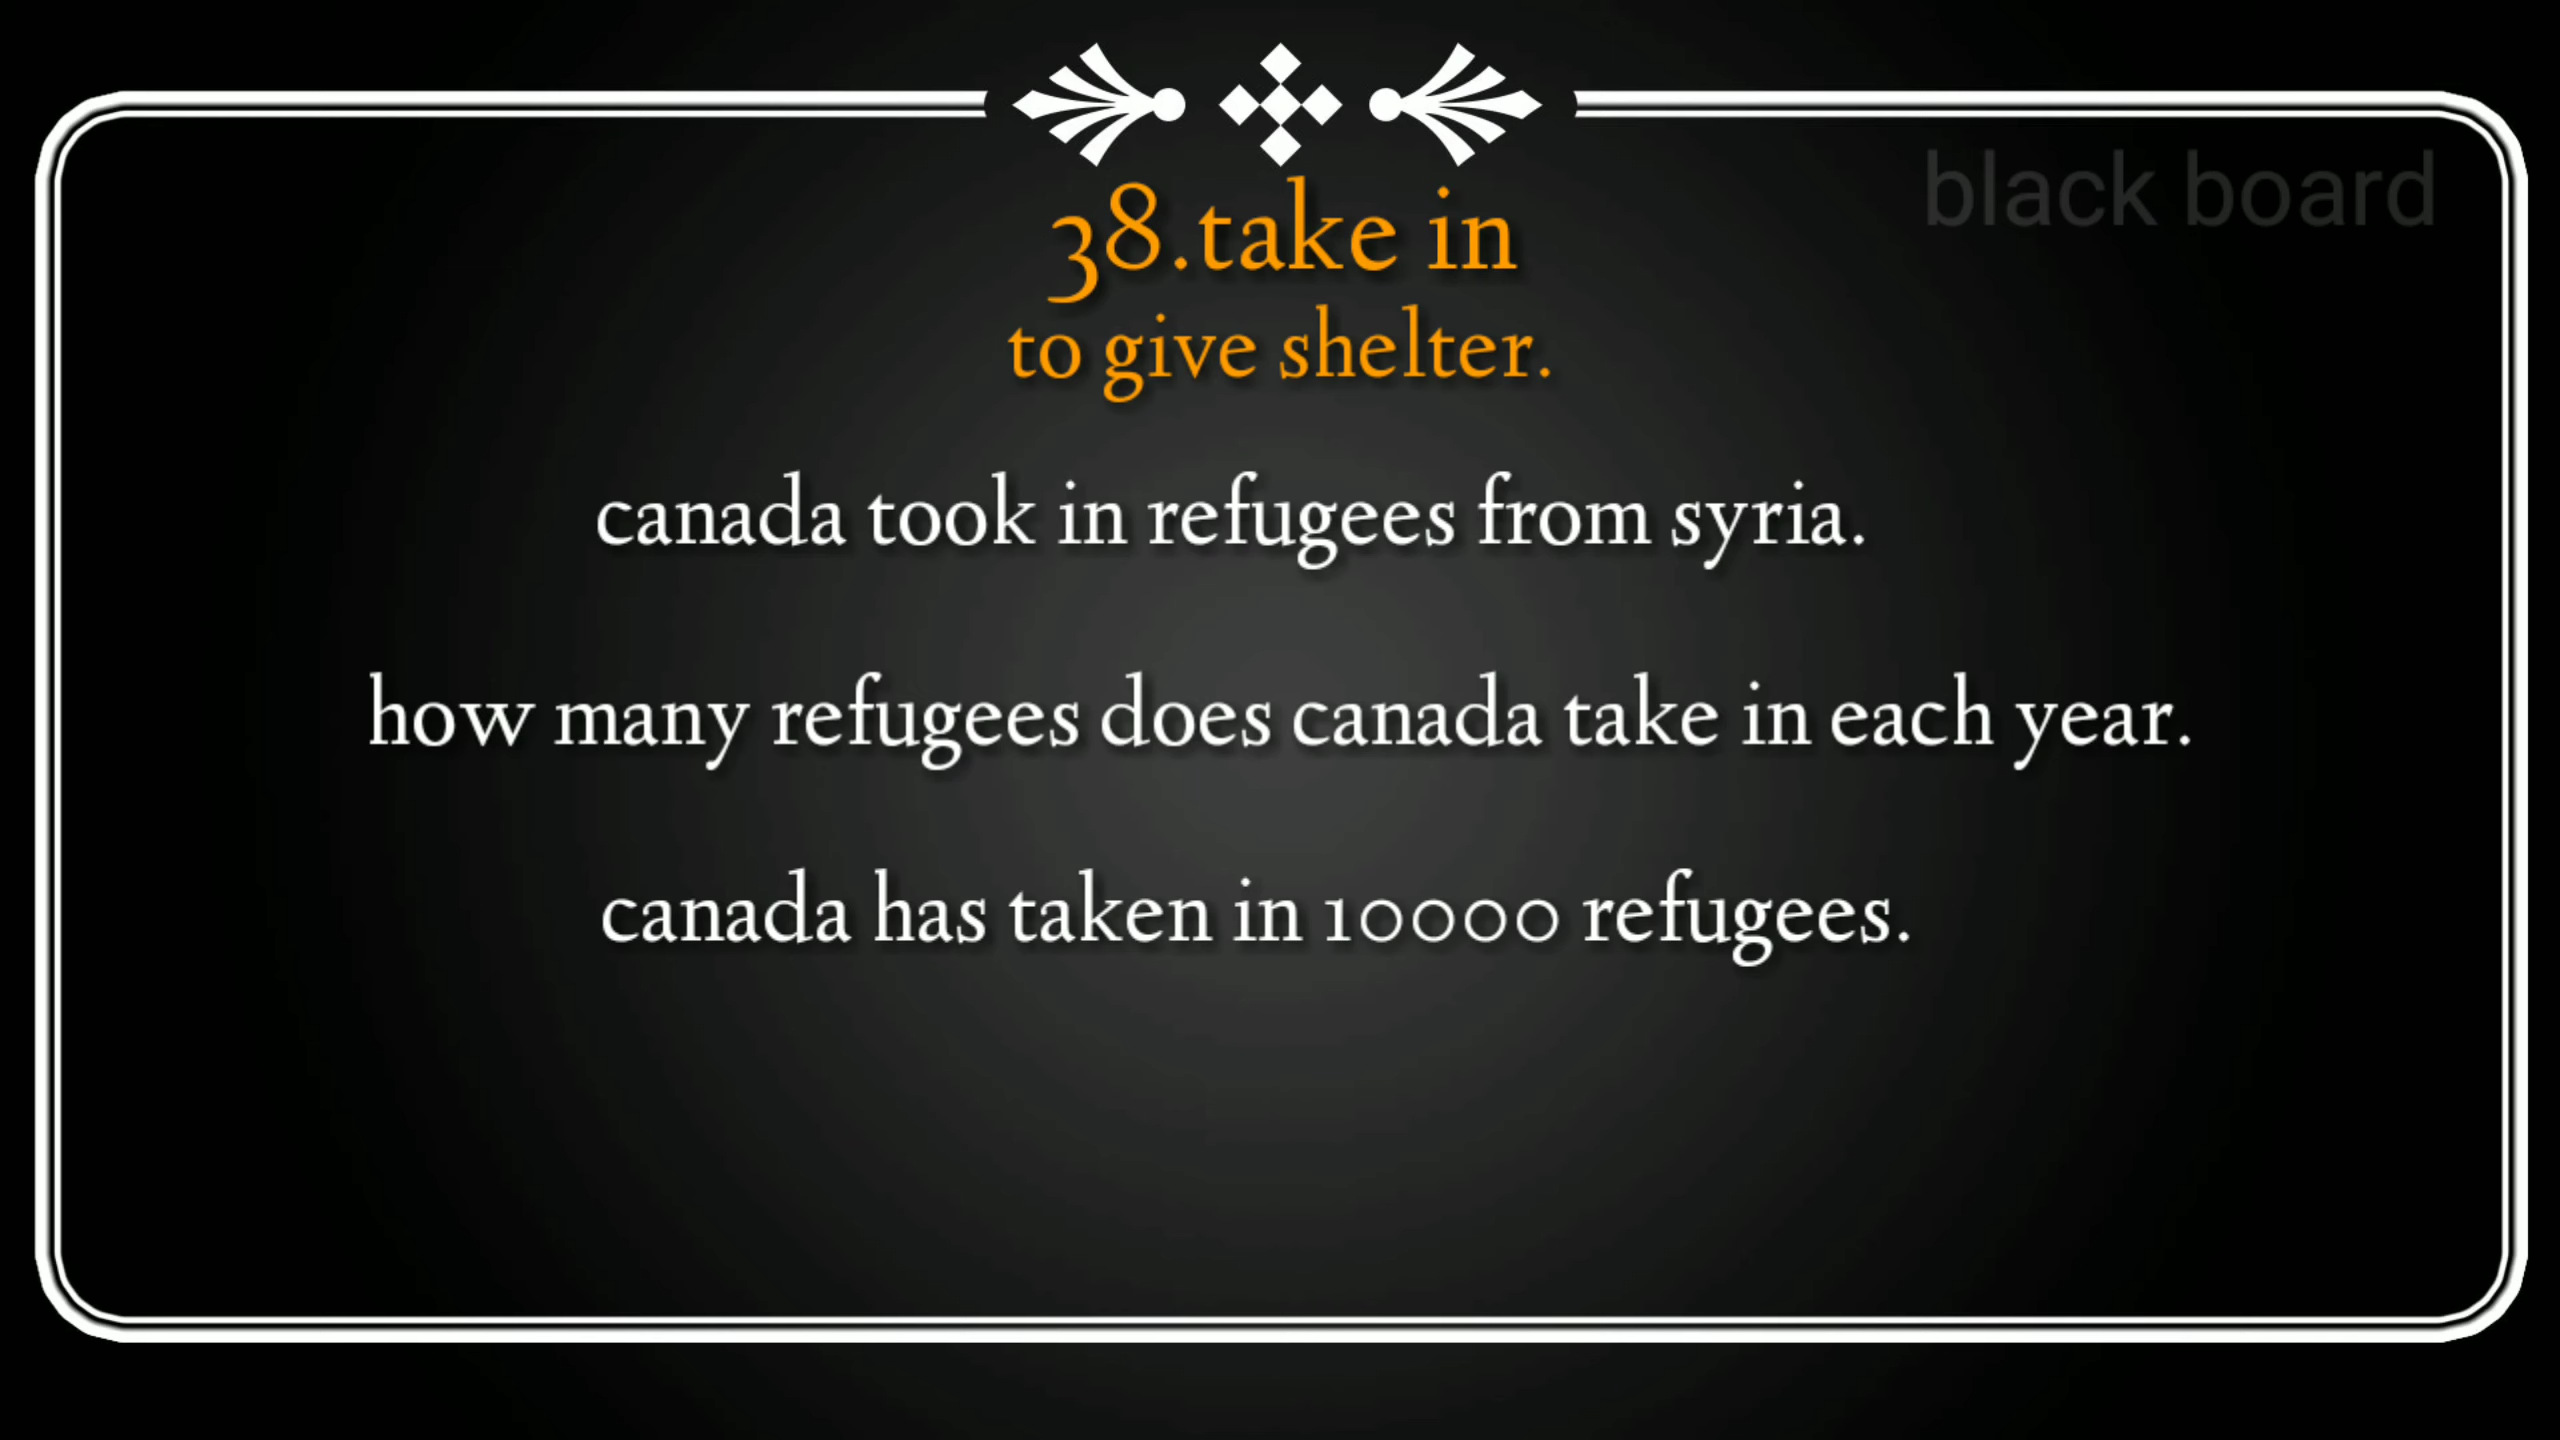 black board
38.take in
to give shelter.
canada took in refugees from syria.
how many refugees does canada take in each year.
canada has taken in 10000 refugees.